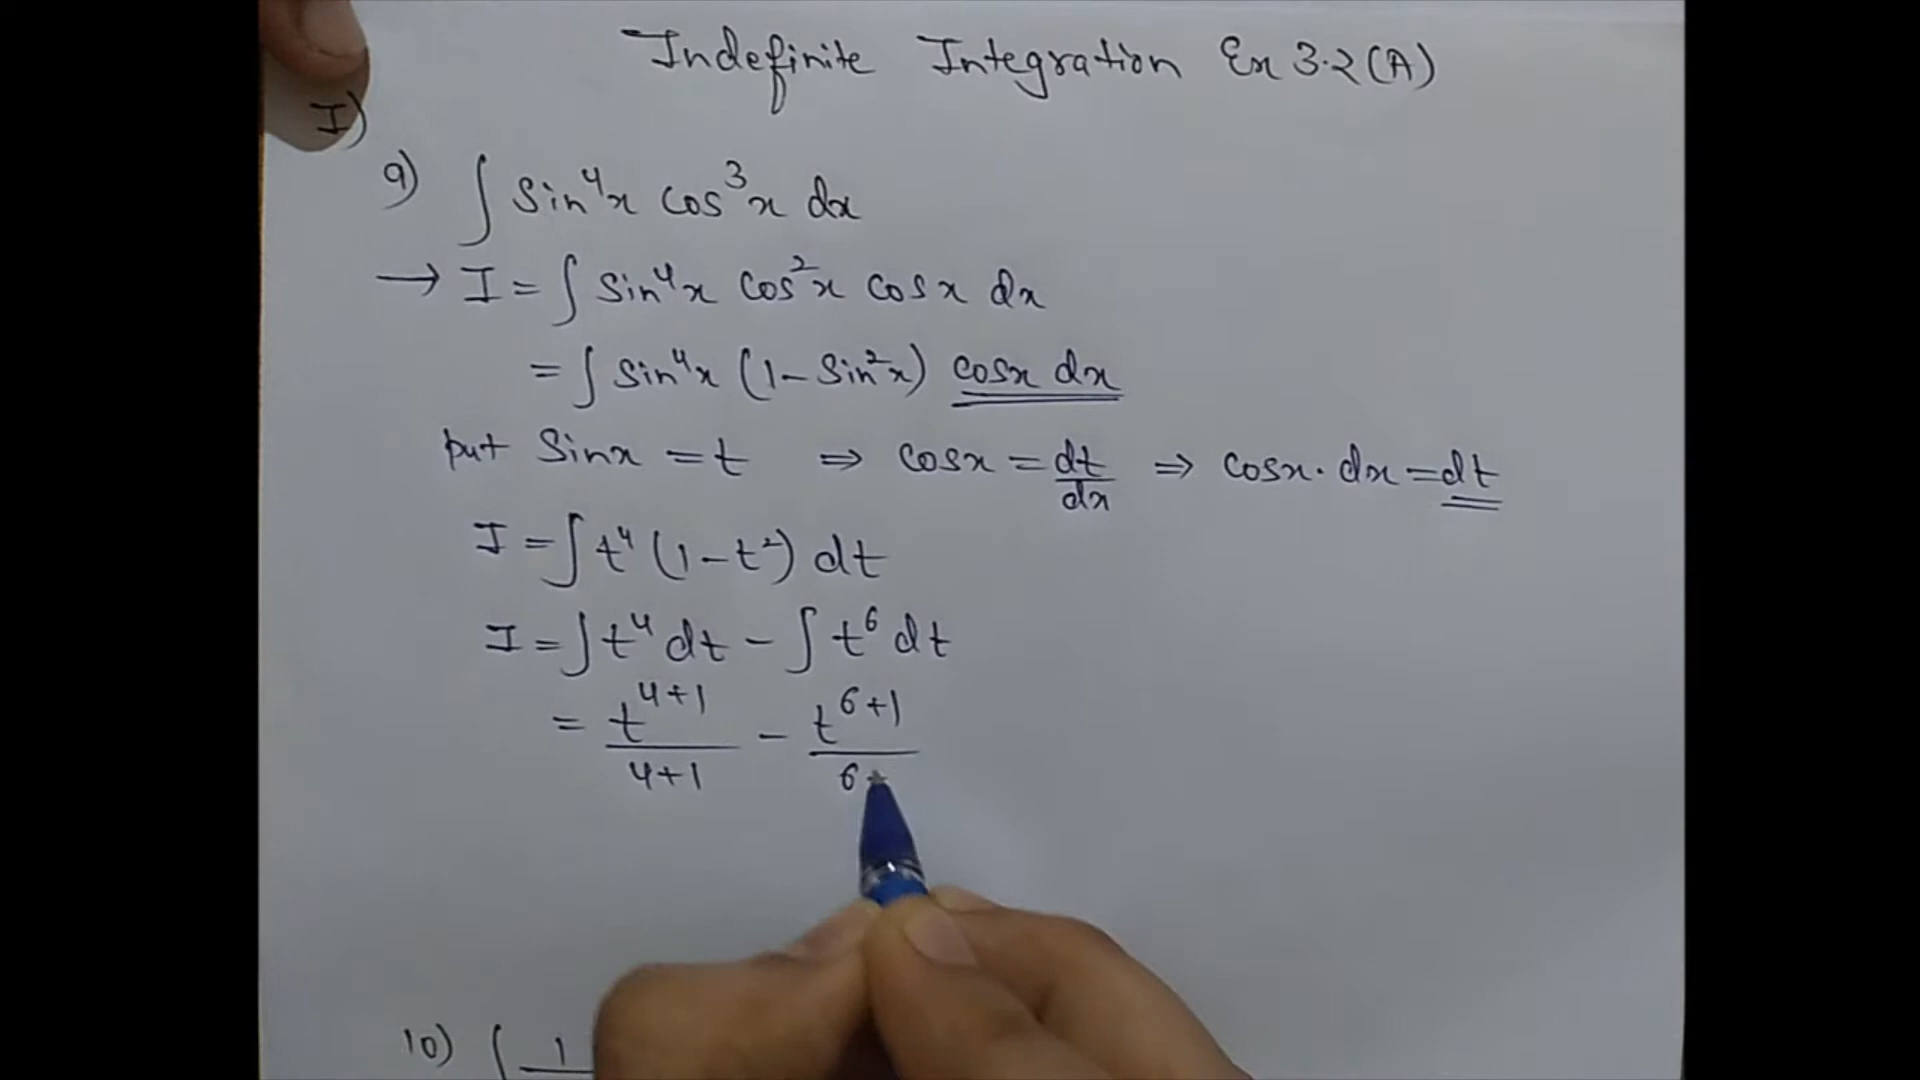 Indefinite Integration Ex 3.2(A)
I)
9) ∫ sin⁴x cos³x dx
→ I = ∫ sin⁴x cos²x cosx dx
= ∫ sin⁴x (1 - sin²x) cosx dx
put sinx = t ⇒ cosx = dt/dx ⇒ cosx · dx = dt
I = ∫ t⁴ (1 - t²) dt
I = ∫ t⁴ dt - ∫ t⁶ dt
= t⁴⁺¹/4+1 - t⁶⁺¹/6+
10) ∫ 1